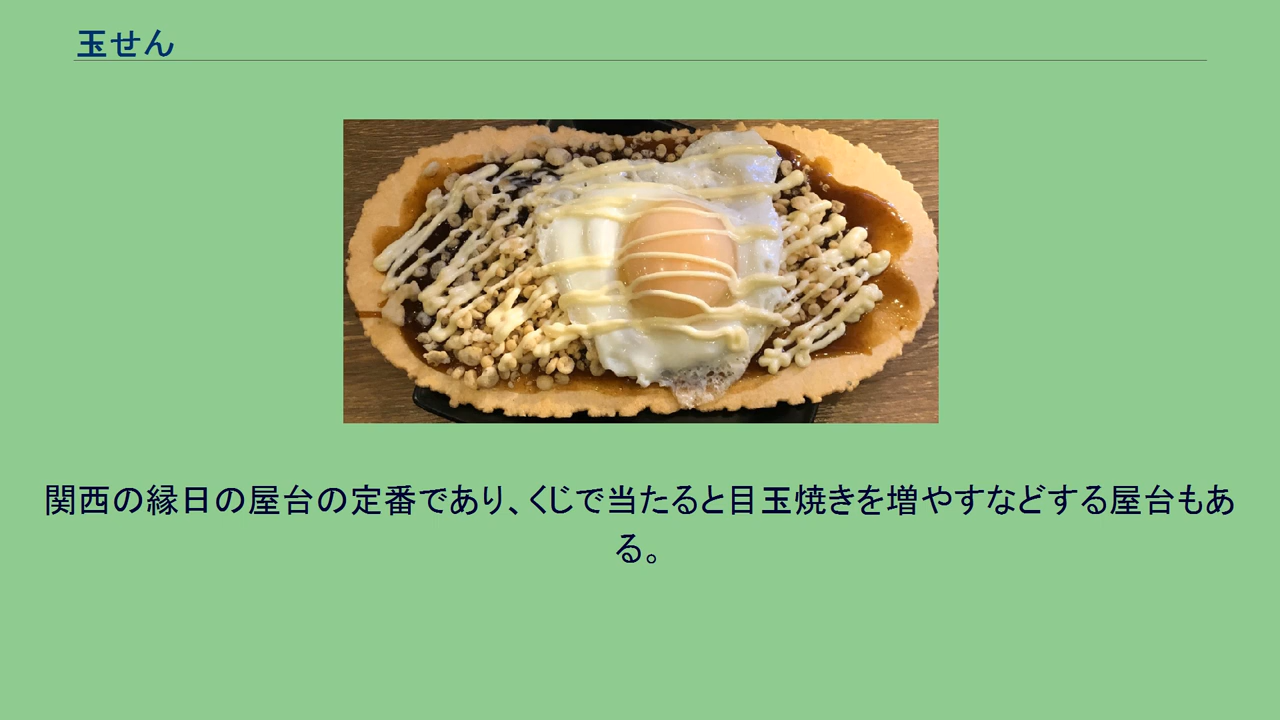 玉せん
関西の縁日の屋台の定番であり、くじで当たると目玉焼きを増やすなどする屋台もあ
る。